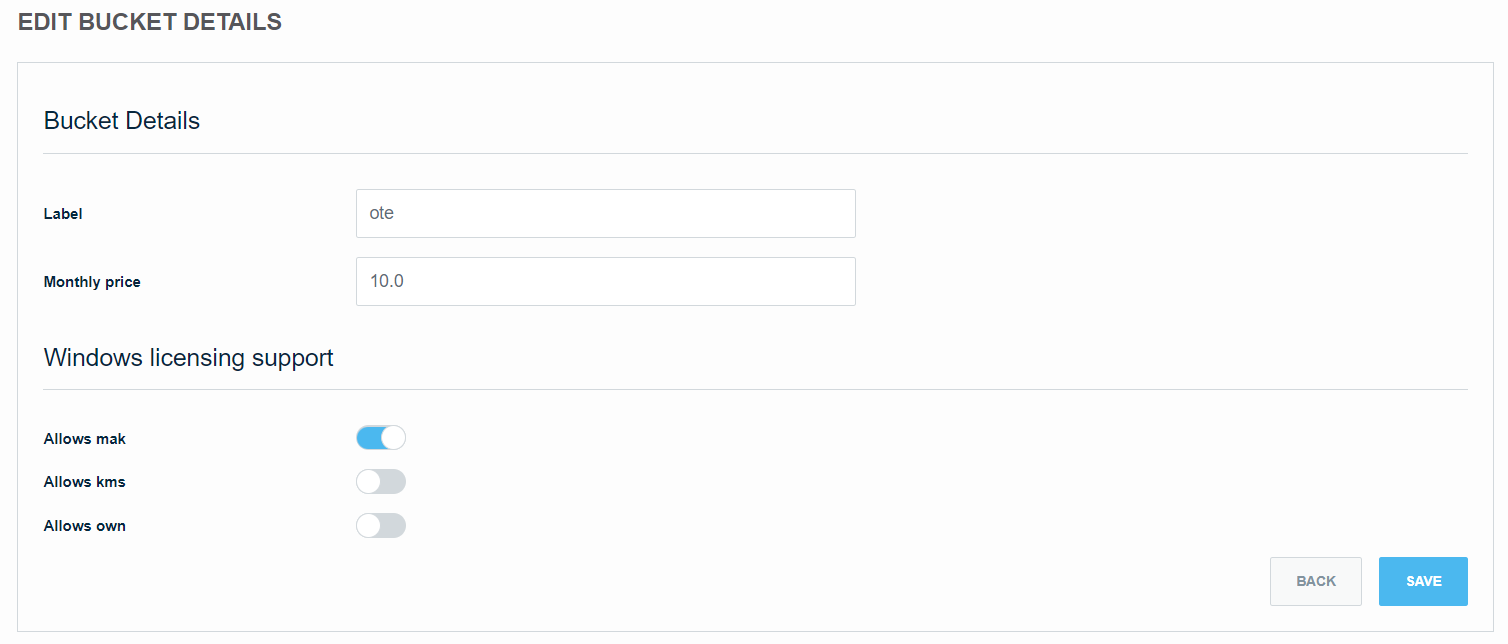 EDIT BUCKET DETAILS
Bucket Details
Label
ote
Monthly price
10.0
Windows licensing support
Allows mak
Allows kms
Allows own
BACK
SAVE